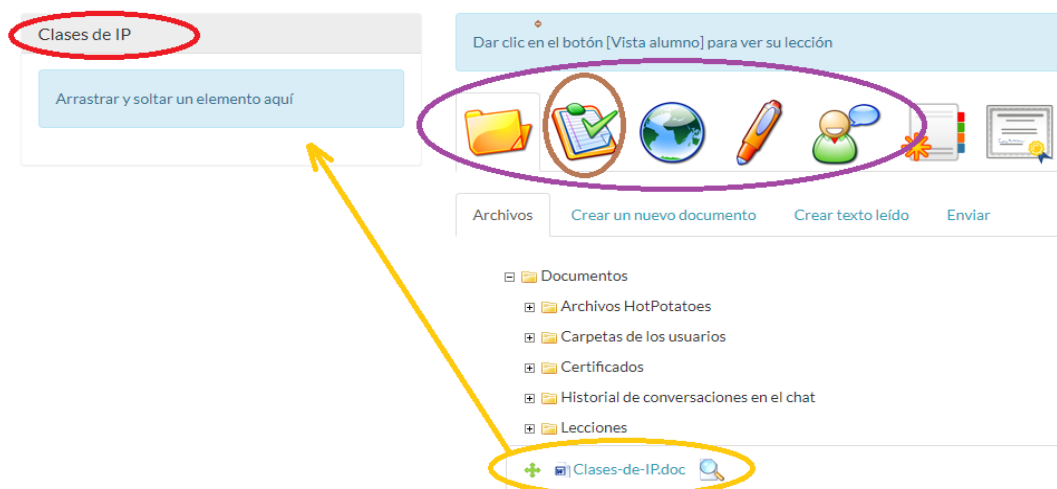 Clases de IP
Arrastrar y soltar un elemento aquí
Dar clic en el botón [Vista alumno] para ver su lección
Archivos Crear un nuevo documento Crear texto leído Enviar
Documentos
Archivos HotPotatoes
Carpetas de los usuarios
Certificados
Historial de conversaciones en el chat
Lecciones
Clases-de-IP.doc